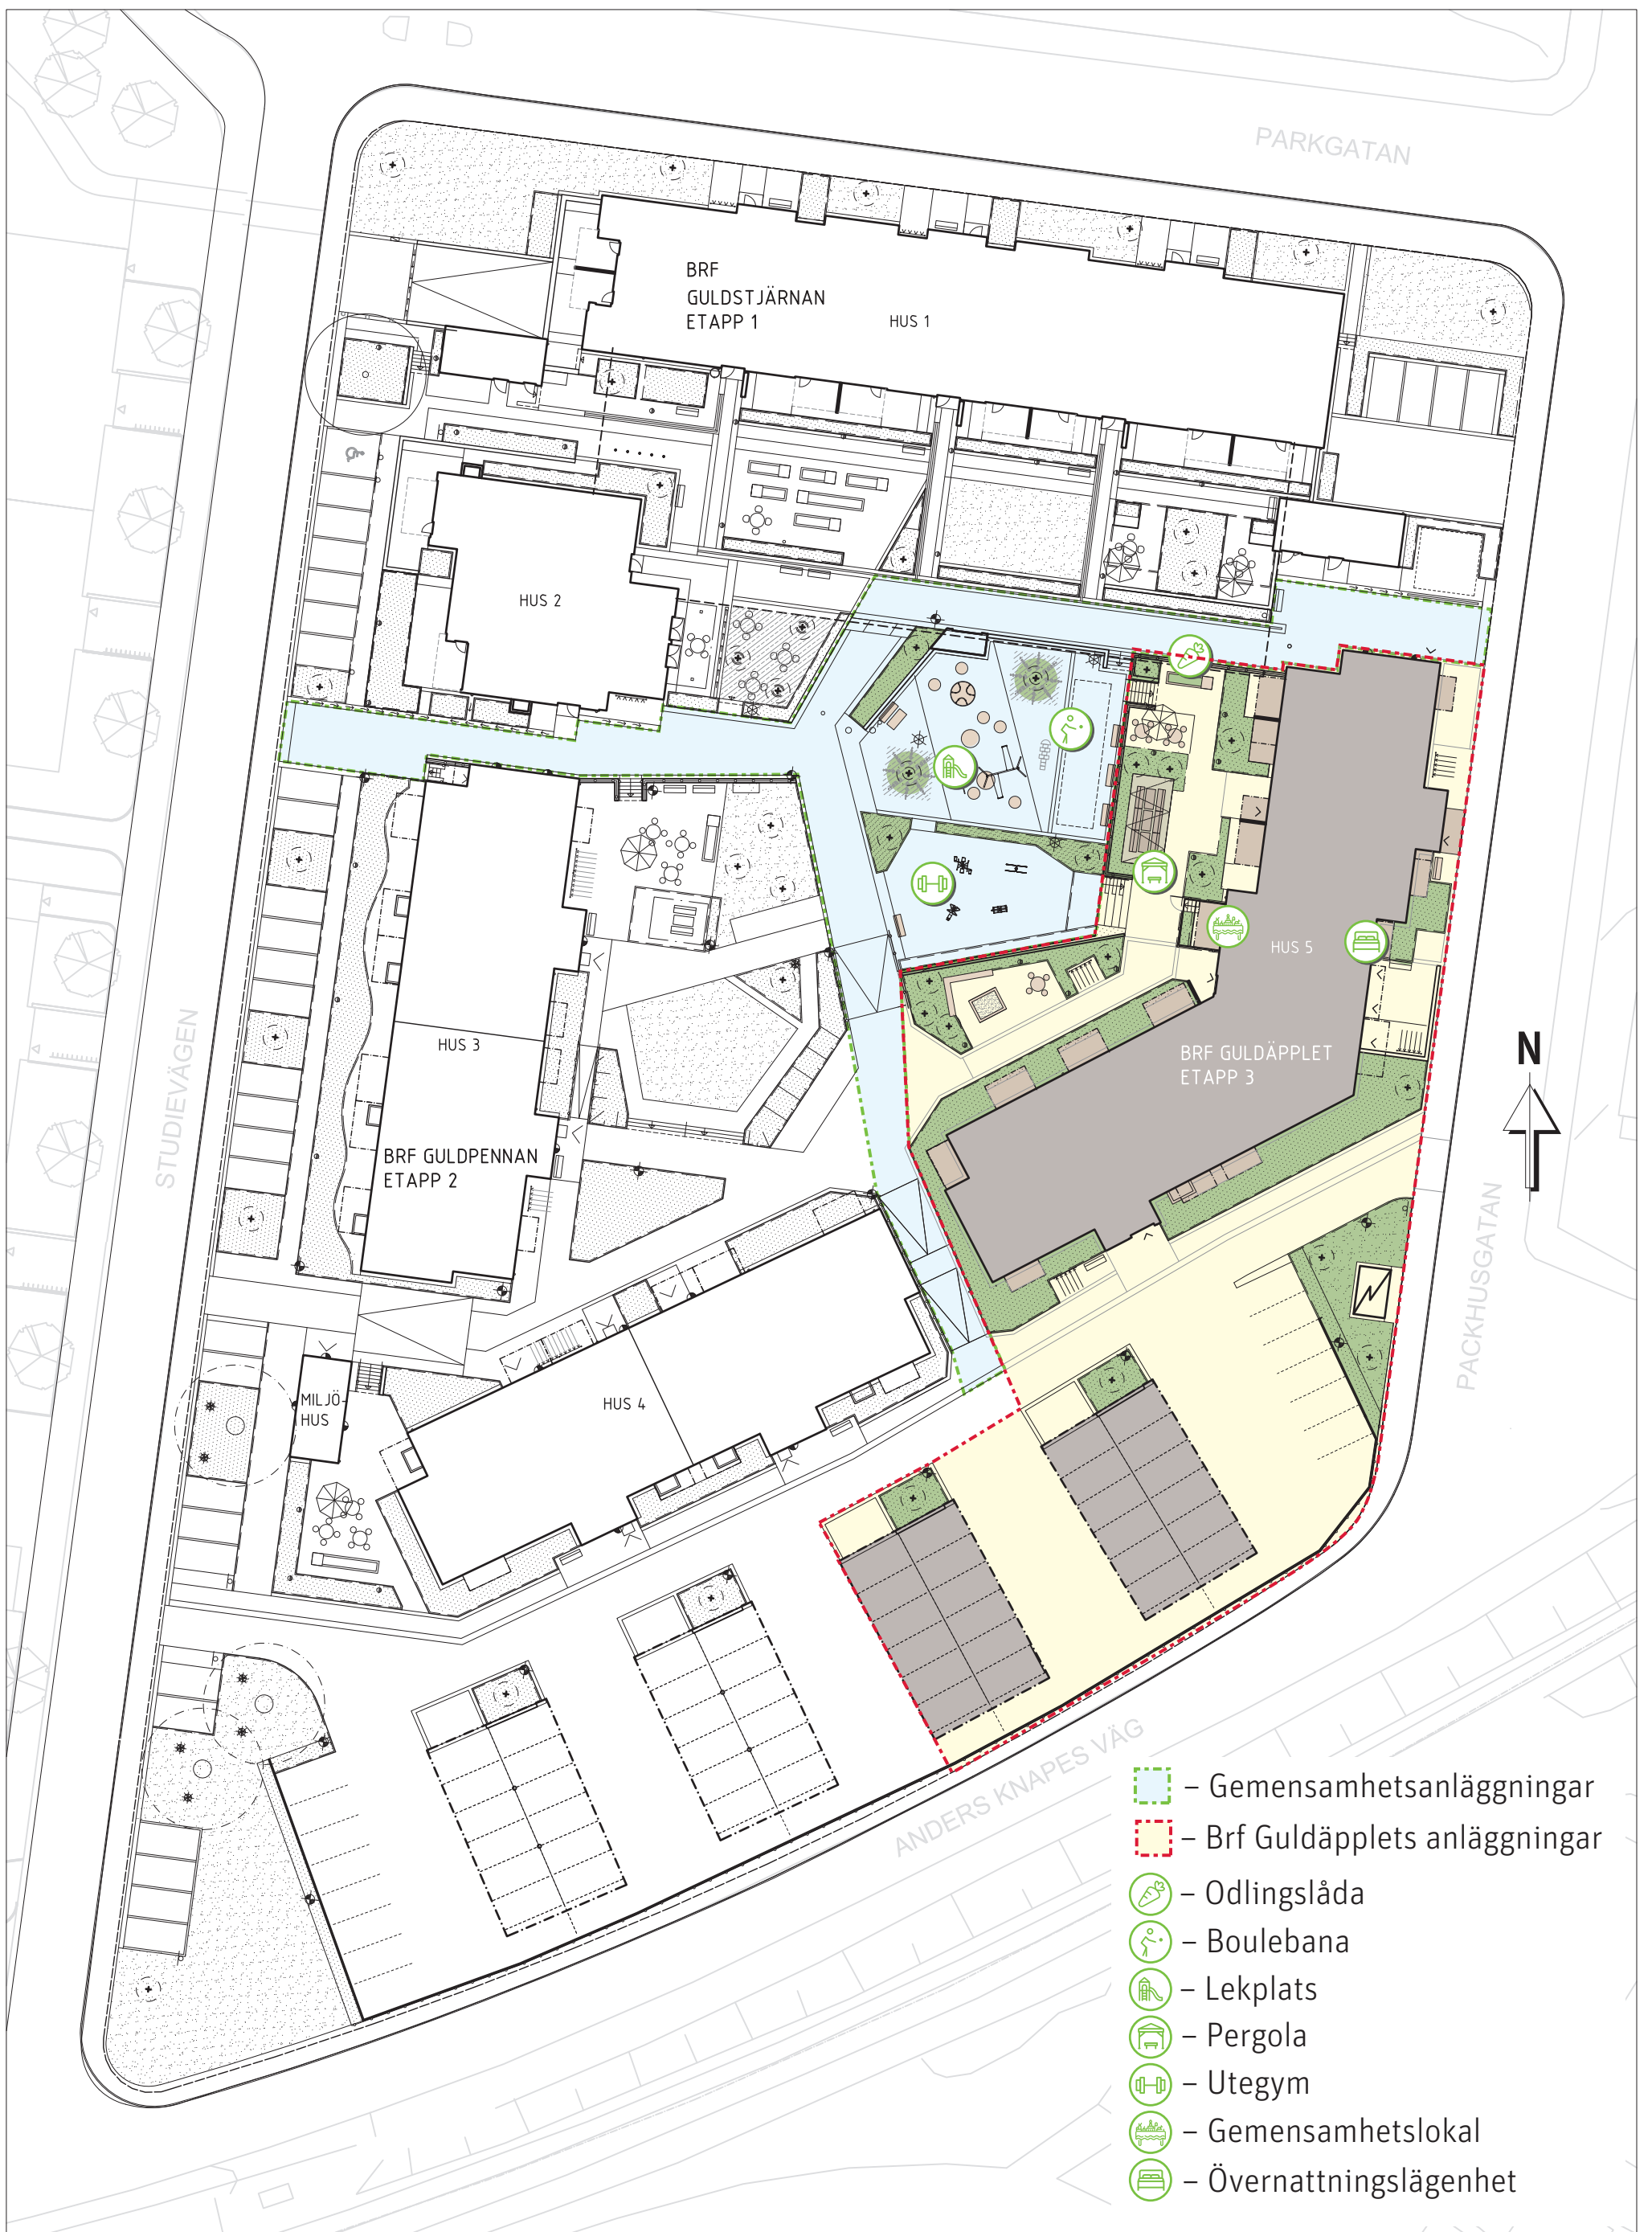 PARKGATAN
BRF
GULDSTJÄRNAN
ETAPP 1
HUS 1
HUS 2
HUS 3
BRF GULDPENNAN
ETAPP 2
HUS 5
BRF GULDÄPPLET
ETAPP 3
N
STUDIEVÄGEN
PACKHUSGATAN
MILJÖ-
HUS
HUS 4
ANDERS KNAPES VÄG
– Gemensamhetsanläggningar
– Brf Guldäpplets anläggningar
– Odlingslåda
– Boulebana
– Lekplats
– Pergola
– Utegym
– Gemensamhetslokal
– Övernattningslägenhet